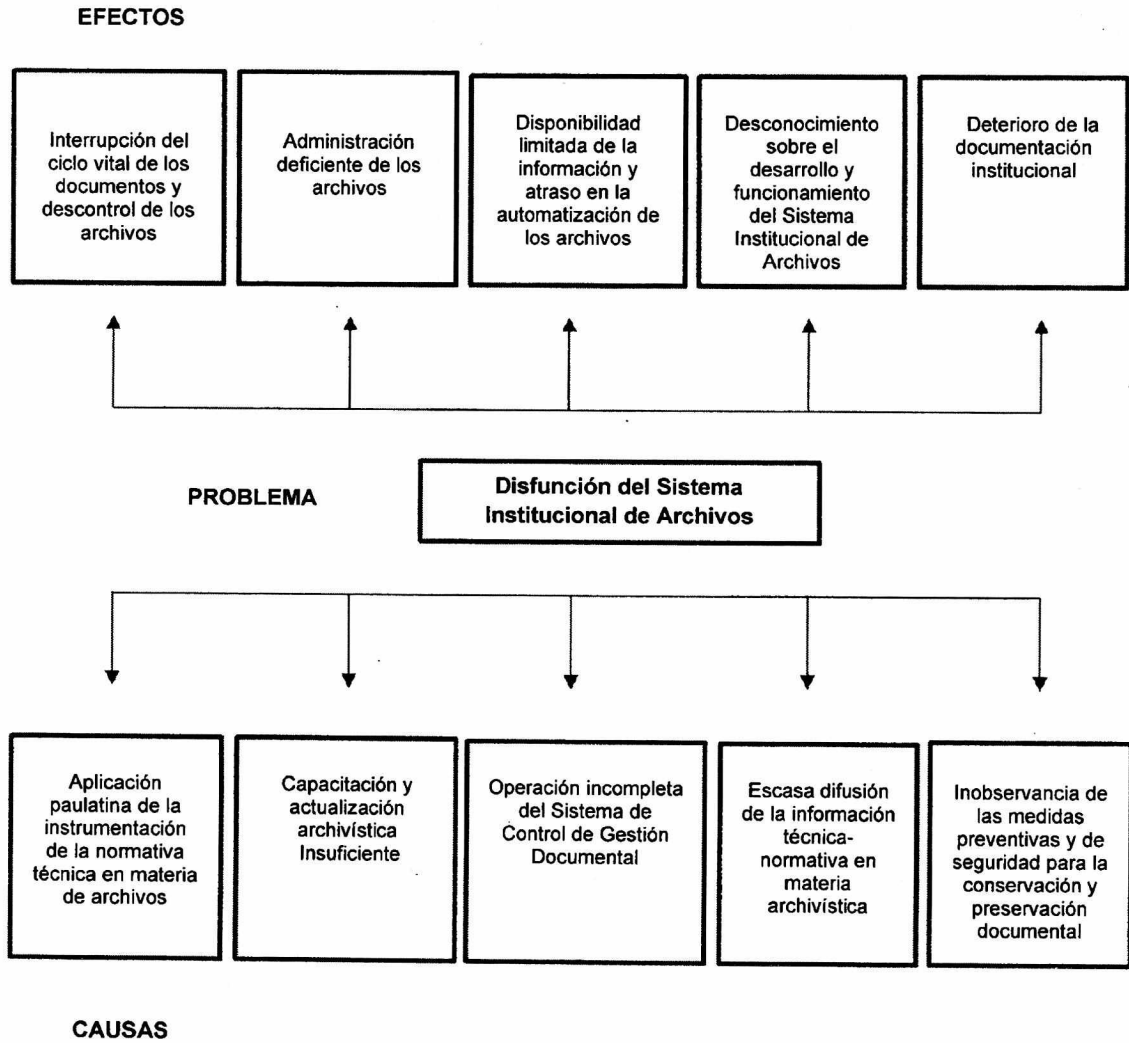 EFECTOS
Interrupción del
ciclo vital de los
documentos y
descontrol de los
archivos
Administración
deficiente de los
archivos
Disponibilidad
limitada de la
información y
atraso en la
automatización de
los archivos
Desconocimiento
sobre el
desarrollo y
funcionamiento
del Sistema
Institucional de
Archivos
Deterioro de la
documentación
institucional
PROBLEMA
Disfunción del Sistema
Institucional de Archivos
Aplicación
paulatina de la
instrumentación
de la normativa
técnica en materia
de archivos
Capacitación y
actualización
archivística
Insuficiente
Operación incompleta
del Sistema de
Control de Gestión
Documental
Escasa difusión
de la información
técnica-
normativa en
materia
archivística
Inobservancia de
las medidas
preventivas y de
seguridad para la
conservación y
preservación
documental
CAUSAS